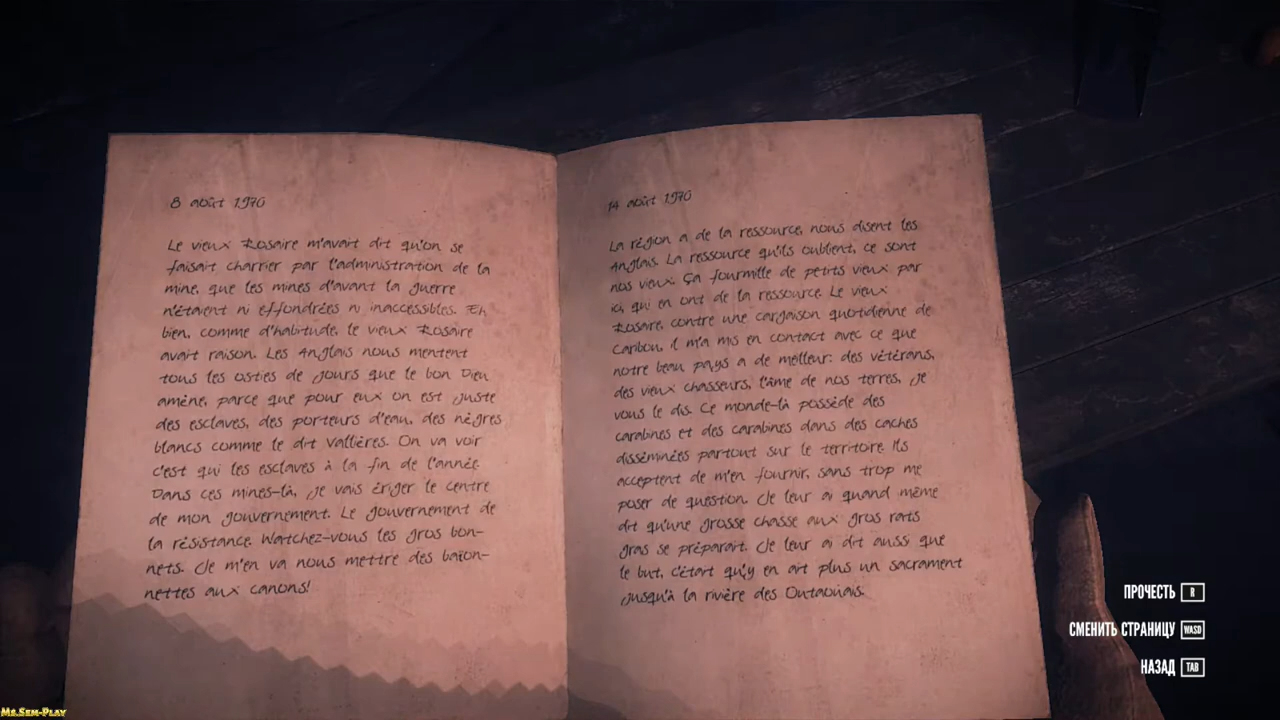 8 août 1970
Le vieux Rosaire m'avait dit qu'on se
faisait charrier par l'administration de la
mine, que les mines d'avant la guerre
n'étaient ni effondrées ni inaccessibles. Eh
bien, comme d'habitude, le vieux Rosaire
avait raison. Les Anglais nous mentent
tous les osties de jours que le bon Dieu
amène, parce que pour eux on est juste
des esclaves, des porteurs d'eau, des nègres
blancs comme le dit Vallières. On va voir
c'est qui les esclaves à la fin de l'année.
Dans ces mines-là, je vais ériger le centre
de mon gouvernement. Le gouvernement de
la résistance. Watchez-vous les gros bon-
nets. Je m'en va nous mettre des baïon-
nettes aux canons!
14 août 1970
La région a de la ressource, nous disent les
Anglais. La ressource qu'ils oublient, ce sont
nos vieux. Ça fourmille de petits vieux par
ici, qui en ont de la ressource. Le vieux
Rosaire, contre une cargaison quotidienne de
Caribou, il m'a mis en contact avec ce que
notre beau pays a de meilleur: des vétérans,
des vieux chasseurs, l'âme de nos terres, je
vous le dis. Ce monde-là possède des
carabines et des carabines dans des caches
disséminées partout sur le territoire. Ils
acceptent de m'en fournir, sans trop me
poser de question. Je leur ai quand même
dit qu'une grosse chasse aux gros rats
gras se préparait. Je leur ai dit aussi que
le but, c'était qu'y en ait plus un sacrament
jusqu'à la rivière des Outaouais.
ПРОЧЕСТЬ R
СМЕНИТЬ СТРАНИЦУ WASD
НАЗАД TAB
Ms.Sem-Play